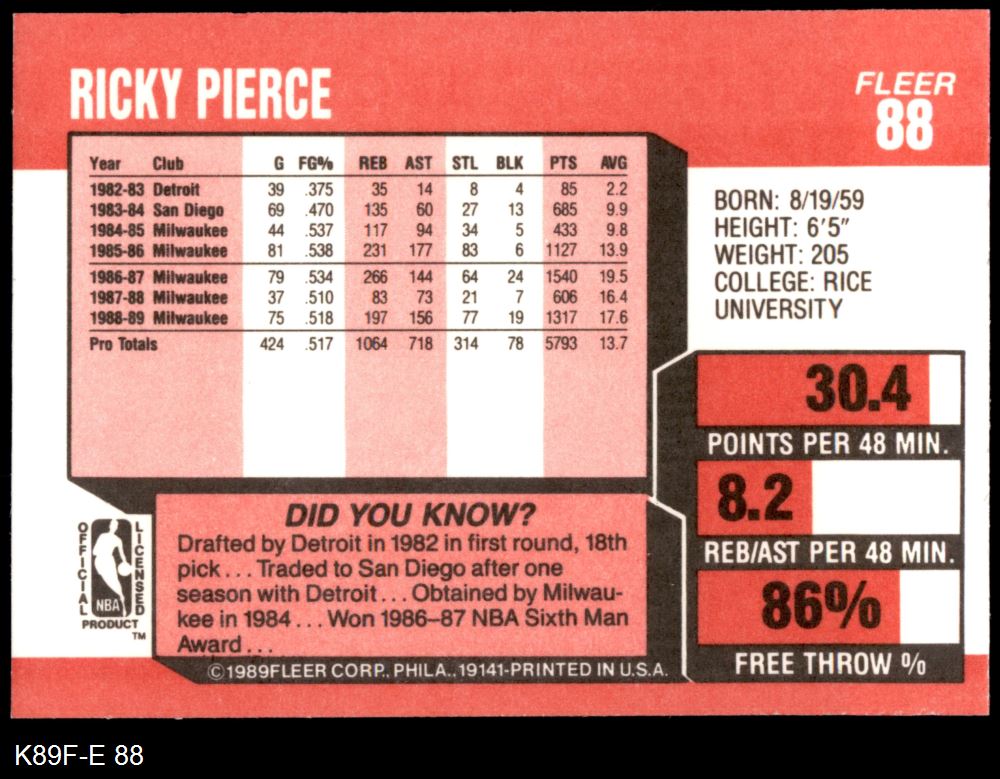 RICKY PIERCE
FLEER
88
Year Club G FG% REB AST STL BLK PTS AVG
1982-83 Detroit 39 .375 35 14 8 4 85 2.2
1983-84 San Diego 69 .470 135 60 27 13 685 9.9
1984-85 Milwaukee 44 .537 117 94 34 5 433 9.8
1985-86 Milwaukee 81 .538 231 177 83 6 1127 13.9
1986-87 Milwaukee 79 .534 266 144 64 24 1540 19.5
1987-88 Milwaukee 37 .510 83 73 21 7 606 16.4
1988-89 Milwaukee 75 .518 197 156 77 19 1317 17.6
Pro Totals 424 .517 1064 718 314 78 5793 13.7
BORN: 8/19/59
HEIGHT: 6'5"
WEIGHT: 205
COLLEGE: RICE
UNIVERSITY
30.4
POINTS PER 48 MIN.
8.2
REB/AST PER 48 MIN.
86%
FREE THROW %
DID YOU KNOW?
Drafted by Detroit in 1982 in first round, 18th
pick... Traded to San Diego after one
season with Detroit... Obtained by Milwau-
kee in 1984... Won 1986–87 NBA Sixth Man
Award...
OFFICIAL
LICENSED
NBA
PRODUCT
TM
©1989FLEER CORP., PHILA., 19141-PRINTED IN U.S.A.
K89F-E 88